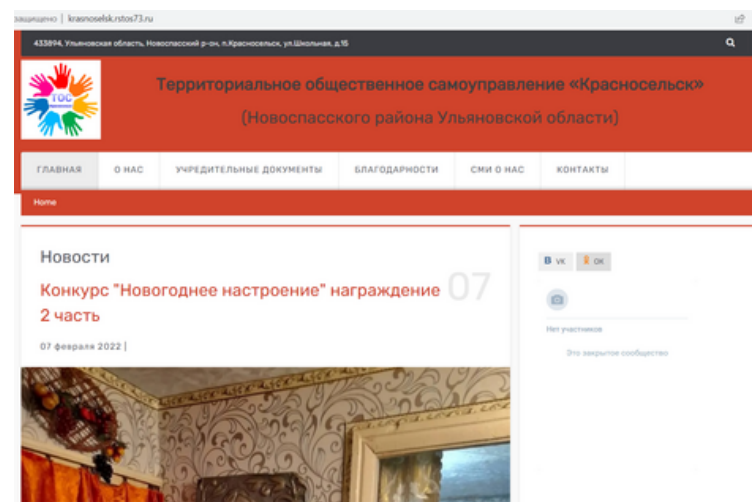 защищено | krasnoselsk.rstos73.ru
433894, Ульяновская область, Новоспасский р-он, п.Красносельск, ул.Школьная, д.15
ТОС
Территориальное общественное самоуправление «Красносельск»
(Новоспасского района Ульяновской области)
ГЛАВНАЯ О НАС УЧРЕДИТЕЛЬНЫЕ ДОКУМЕНТЫ БЛАГОДАРНОСТИ СМИ О НАС КОНТАКТЫ
Home
Новости
Конкурс "Новогоднее настроение" награждение
2 часть
07
07 февраля 2022 |
VK OK
Нет участников
Это закрытое сообщество